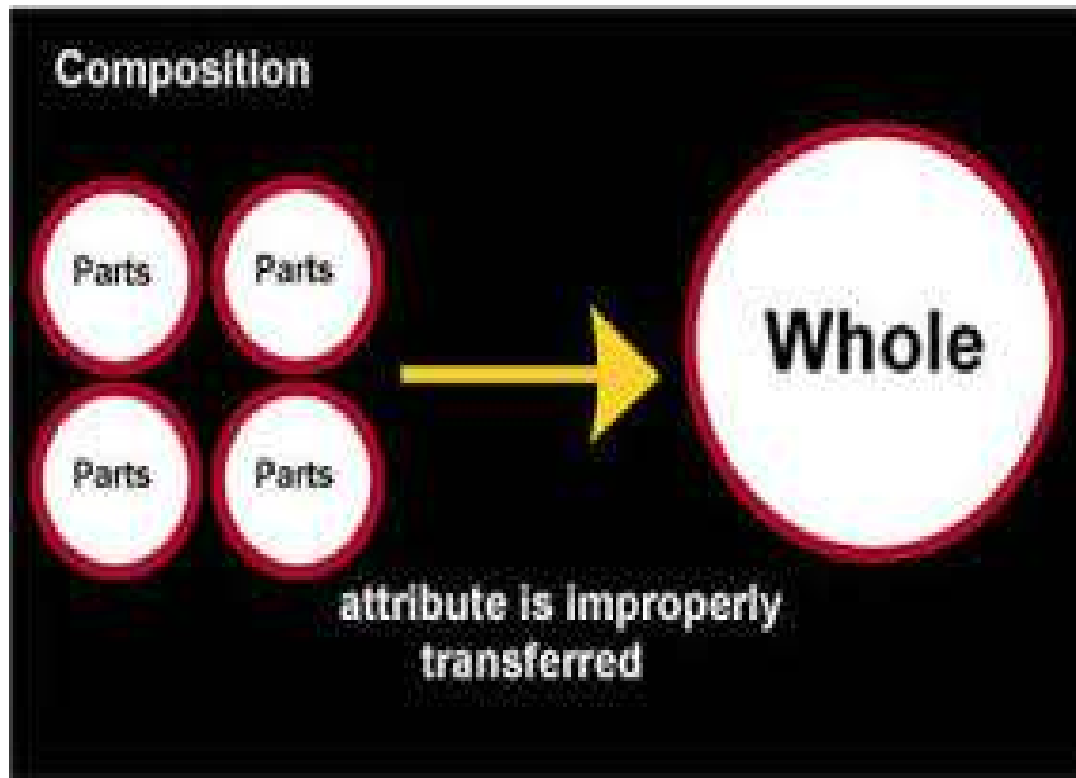 Composition
Parts
Parts
Whole
Parts
Parts
attribute is improperly
transferred